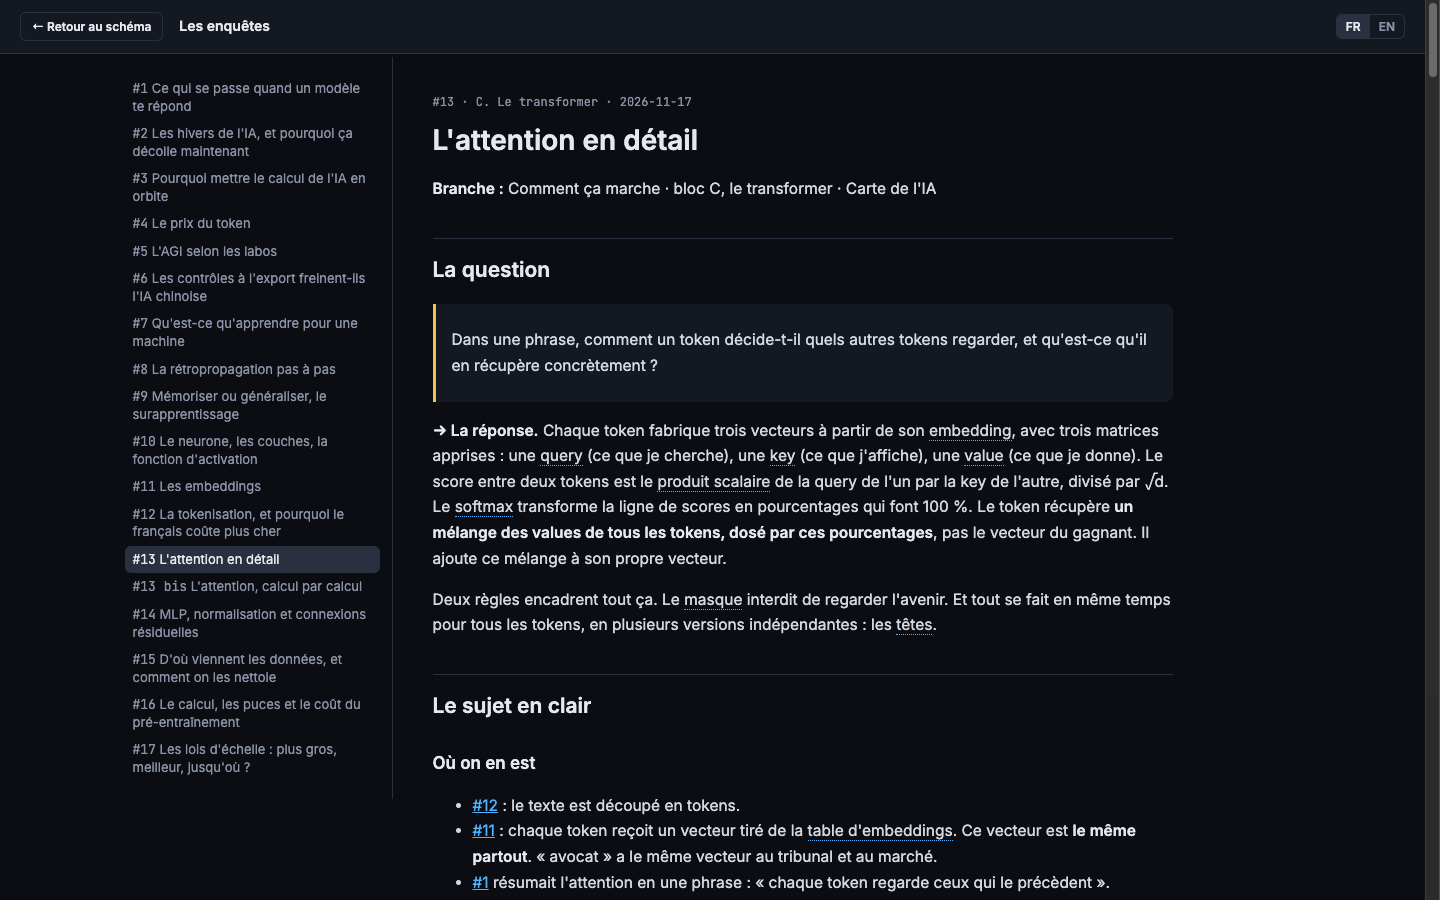 ← Retour au schéma
Les enquêtes
FR EN
#1 Ce qui se passe quand un modèle
te répond
#2 Les hivers de l'IA, et pourquoi ça
décolle maintenant
#3 Pourquoi mettre le calcul de l'IA en
orbite
#4 Le prix du token
#5 L'AGI selon les labos
#6 Les contrôles à l'export freinent-ils
l'IA chinoise
#7 Qu'est-ce qu'apprendre pour une
machine
#8 La rétropropagation pas à pas
#9 Mémoriser ou généraliser, le
surapprentissage
#10 Le neurone, les couches, la
fonction d'activation
#11 Les embeddings
#12 La tokenisation, et pourquoi le
français coûte plus cher
#13 L'attention en détail
#13 bis L'attention, calcul par calcul
#14 MLP, normalisation et connexions
résiduelles
#15 D'où viennent les données, et
comment on les nettoie
#16 Le calcul, les puces et le coût du
pré-entraînement
#17 Les lois d'échelle : plus gros,
meilleur, jusqu'où ?
#13 · C. Le transformer · 2026-11-17
L'attention en détail
Branche : Comment ça marche · bloc C, le transformer · Carte de l'IA
La question
Dans une phrase, comment un token décide-t-il quels autres tokens regarder, et qu'est-ce qu'il
en récupère concrètement ?
→ La réponse. Chaque token fabrique trois vecteurs à partir de son embedding, avec trois matrices
apprises : une query (ce que je cherche), une key (ce que j'affiche), une value (ce que je donne). Le
score entre deux tokens est le produit scalaire de la query de l'un par la key de l'autre, divisé par √d.
Le softmax transforme la ligne de scores en pourcentages qui font 100 %. Le token récupère un
mélange des values de tous les tokens, dosé par ces pourcentages, pas le vecteur du gagnant. Il
ajoute ce mélange à son propre vecteur.
Deux règles encadrent tout ça. Le masque interdit de regarder l'avenir. Et tout se fait en même temps
pour tous les tokens, en plusieurs versions indépendantes : les têtes.
Le sujet en clair
Où on en est
• #12 : le texte est découpé en tokens.
• #11 : chaque token reçoit un vecteur tiré de la table d'embeddings. Ce vecteur est le même
partout. « avocat » a le même vecteur au tribunal et au marché.
• #1 résumait l'attention en une phrase : « chaque token regarde ceux qui le précèdent ».